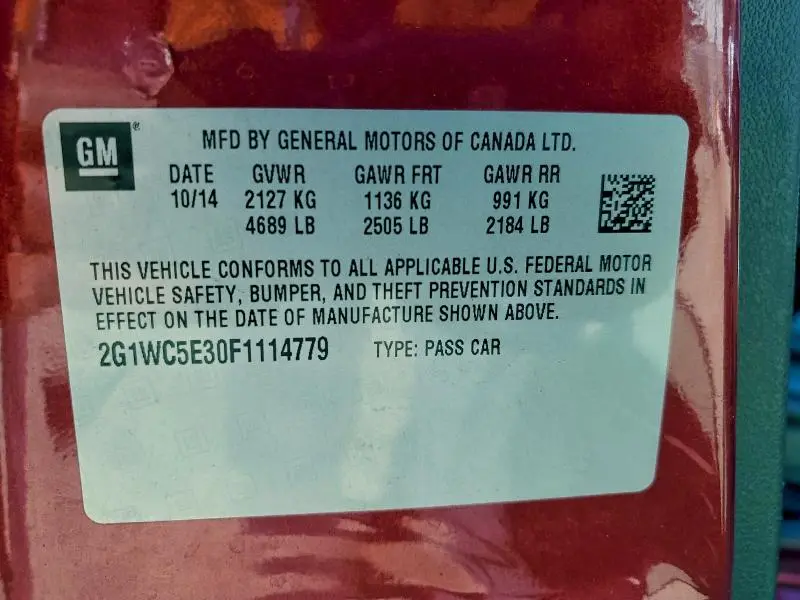 GM® MFD BY GENERAL MOTORS OF CANADA LTD.
DATE GVWR GAWR FRT GAWR RR
10/14 2127 KG 1136 KG 991 KG
4689 LB 2505 LB 2184 LB
THIS VEHICLE CONFORMS TO ALL APPLICABLE U.S. FEDERAL MOTOR
VEHICLE SAFETY, BUMPER, AND THEFT PREVENTION STANDARDS IN
EFFECT ON THE DATE OF MANUFACTURE SHOWN ABOVE.
2G1WC5E30F1114779 TYPE: PASS CAR